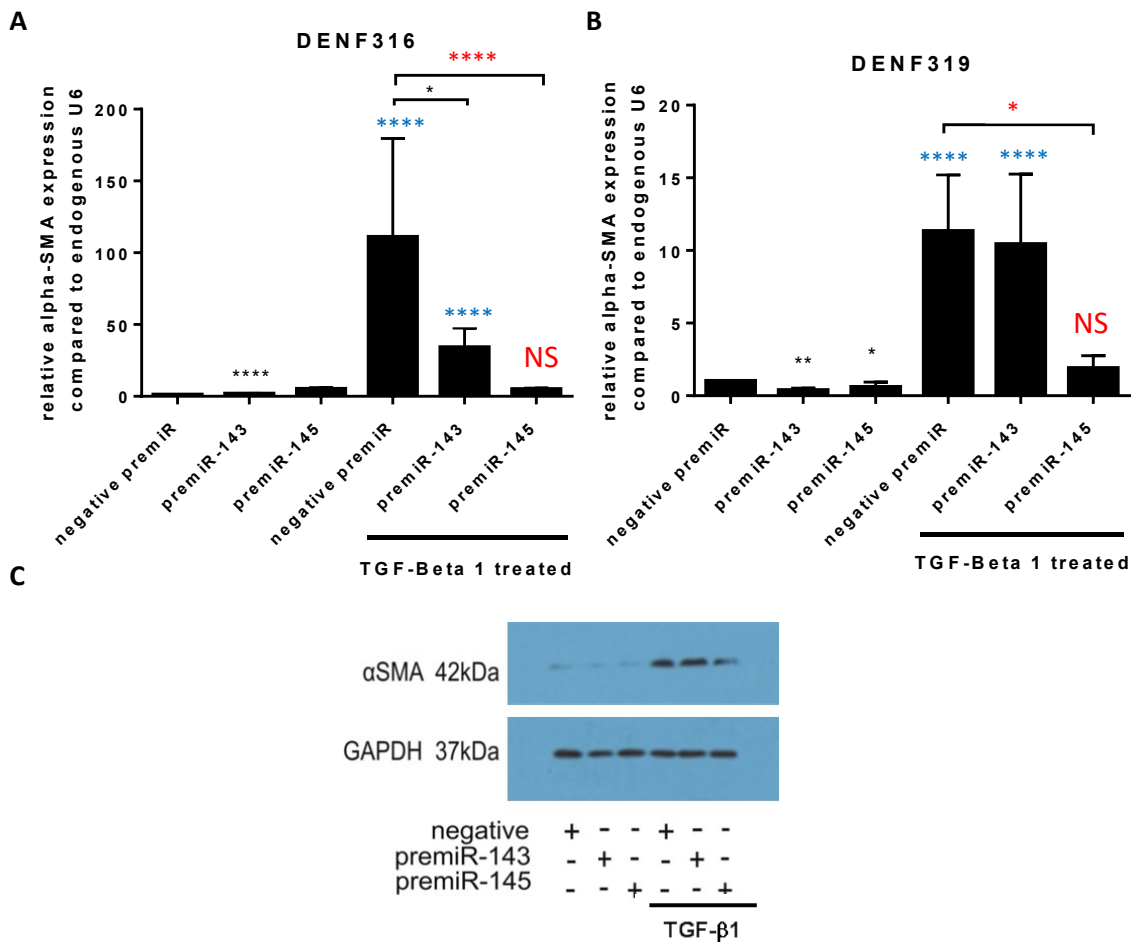 A
DENF316
relative alpha-SMA expression
compared to endogenous U6
200
150
100
50
0
****
****
*
****
****
NS
negative premiR
premiR-143
premiR-145
negative premiR
premiR-143
premiR-145
TGF-Beta 1 treated
B
DENF319
relative alpha-SMA expression
compared to endogenous U6
20
15
10
5
0
**
*
*
****
****
NS
negative premiR
premiR-143
premiR-145
negative premiR
premiR-143
premiR-145
TGF-Beta 1 treated
C
αSMA 42kDa
GAPDH 37kDa
negative + - - + - -
premiR-143 - + - - + -
premiR-145 - - + - - +
TGF-β1